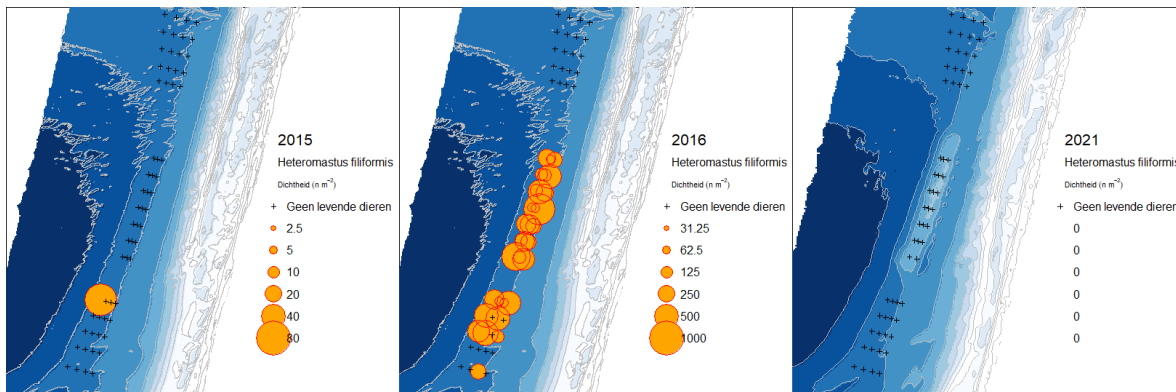 2015
Heteromastus filiformis
Dichtheid (n m⁻²)
Geen levende dieren
2.5
5
10
20
40
80
2016
Heteromastus filiformis
Dichtheid (n m⁻²)
Geen levende dieren
31.25
62.5
125
250
500
1000
2021
Heteromastus filiformis
Dichtheid (n m⁻²)
Geen levende dieren
0
0
0
0
0
0